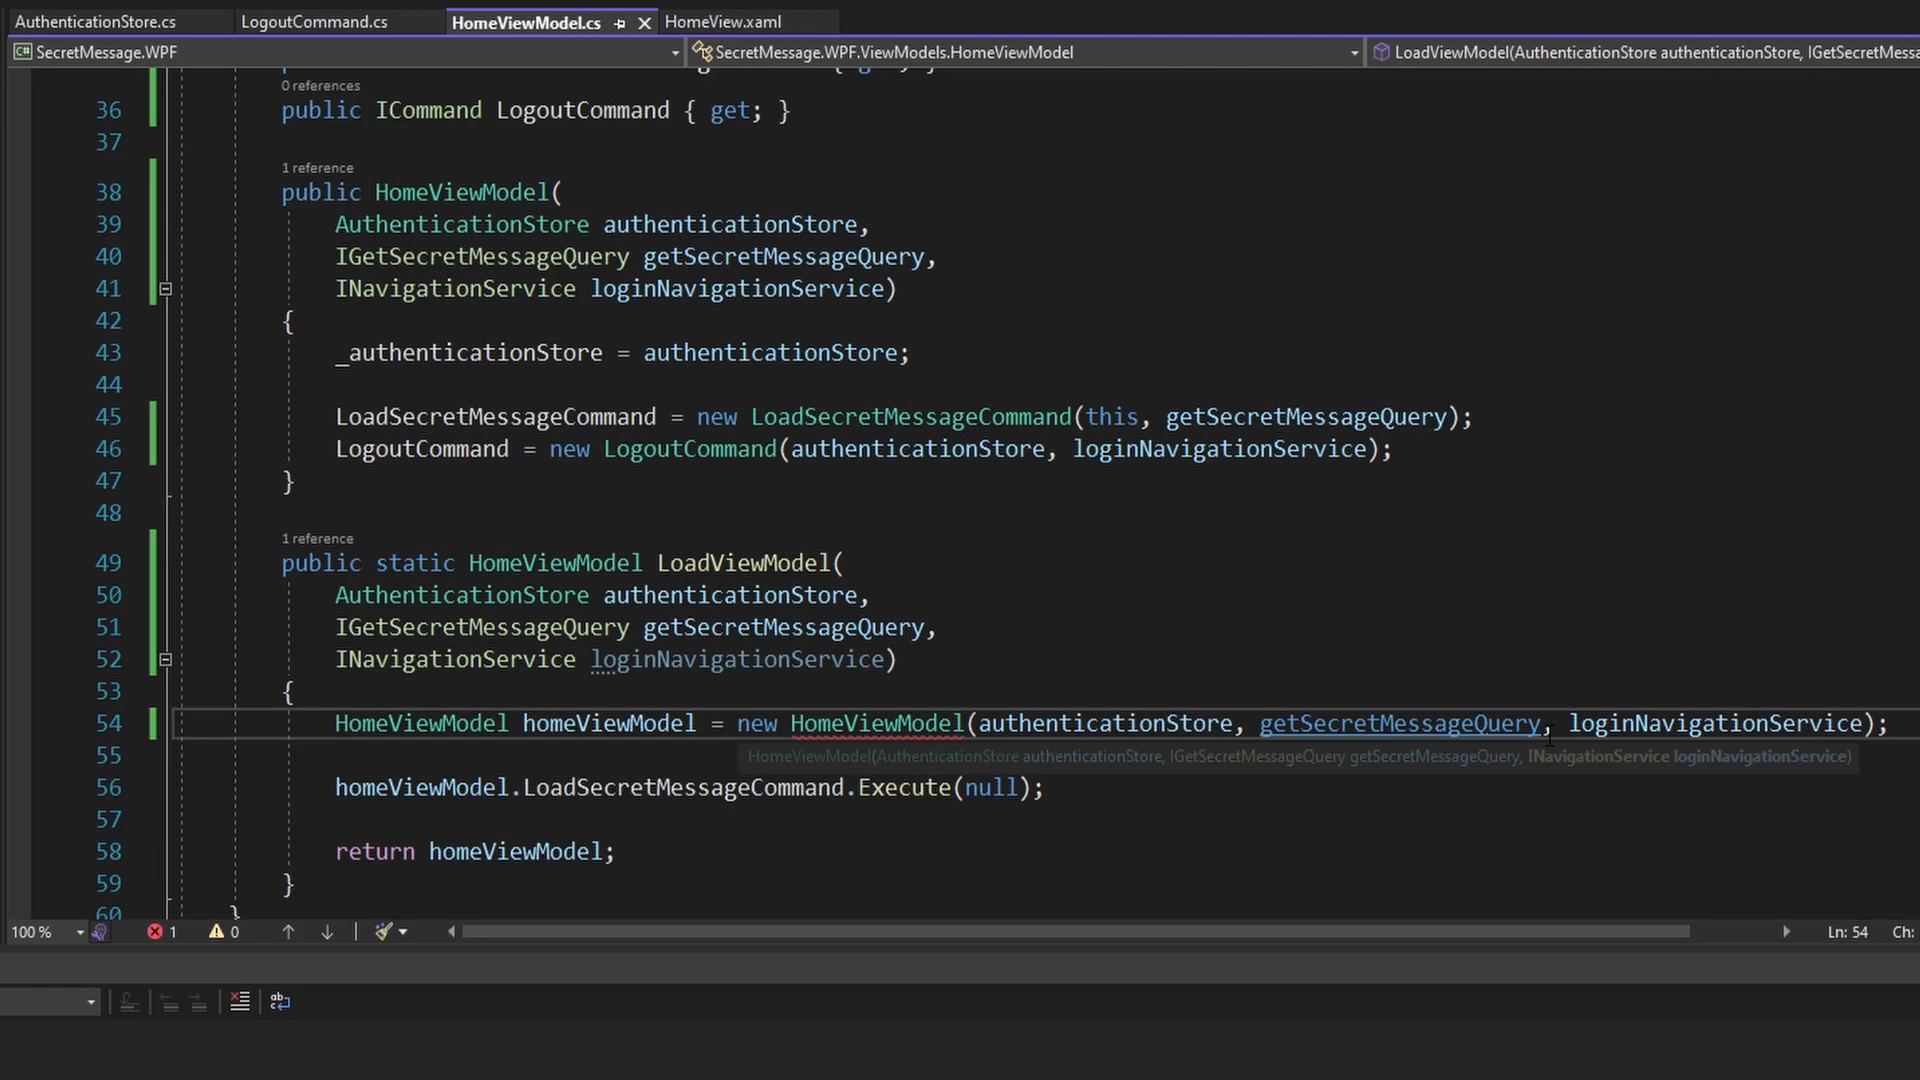 AuthenticationStore.cs LogoutCommand.cs HomeViewModel.cs HomeView.xaml
C# SecretMessage.WPF SecretMessage.WPF.ViewModels.HomeViewModel LoadViewModel(AuthenticationStore authenticationStore, IGetSecretMessa
0 references
36 public ICommand LogoutCommand { get; }
37
1 reference
38 public HomeViewModel(
39 AuthenticationStore authenticationStore,
40 IGetSecretMessageQuery getSecretMessageQuery,
41 INavigationService loginNavigationService)
42 {
43 _authenticationStore = authenticationStore;
44
45 LoadSecretMessageCommand = new LoadSecretMessageCommand(this, getSecretMessageQuery);
46 LogoutCommand = new LogoutCommand(authenticationStore, loginNavigationService);
47 }
48
1 reference
49 public static HomeViewModel LoadViewModel(
50 AuthenticationStore authenticationStore,
51 IGetSecretMessageQuery getSecretMessageQuery,
52 INavigationService loginNavigationService)
53 {
54 HomeViewModel homeViewModel = new HomeViewModel(authenticationStore, getSecretMessageQuery, loginNavigationService);
55 HomeViewModel(AuthenticationStore authenticationStore, IGetSecretMessageQuery getSecretMessageQuery, INavigationService loginNavigationService)
56 homeViewModel.LoadSecretMessageCommand.Execute(null);
57
58 return homeViewModel;
59 }
60 }
100 % 1 0 Ln: 54 Ch: